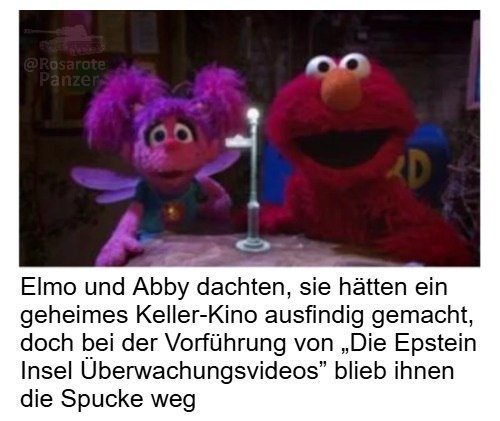 @Rosarote
Panzer
D
Elmo und Abby dachten, sie hätten ein
geheimes Keller-Kino ausfindig gemacht,
doch bei der Vorführung von „Die Epstein
Insel Überwachungsvideos” blieb ihnen
die Spucke weg